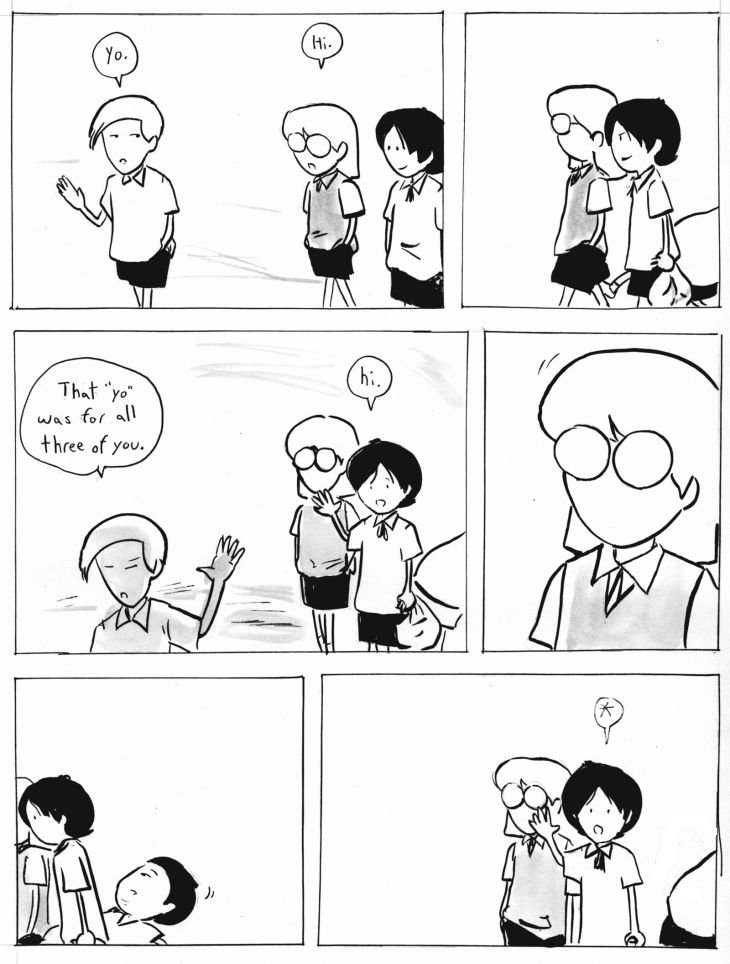 Yo.
Hi.
That "yo"
was for all
three of you.
hi.
*